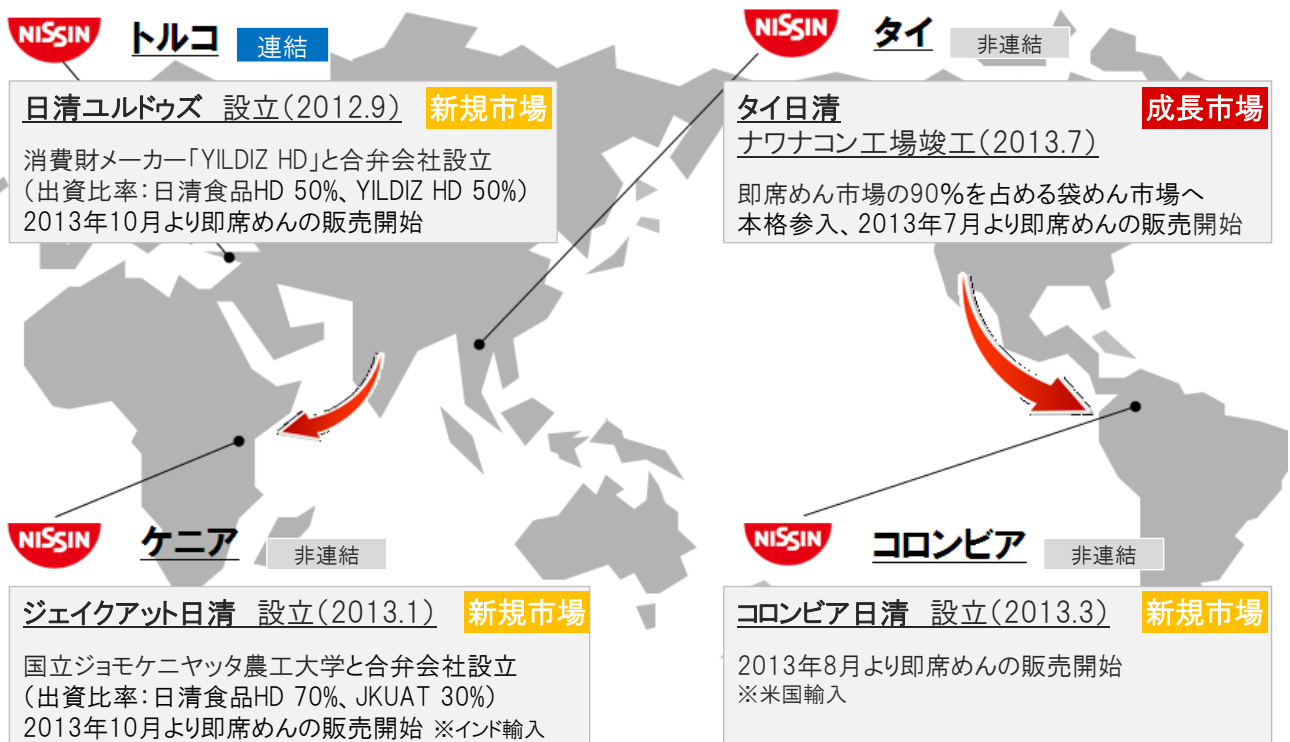 NISSIN トルコ 連結
日清ユルドゥズ 設立(2012.9) 新規市場
消費財メーカー「YILDIZ HD」と合弁会社設立
(出資比率:日清食品HD 50%、YILDIZ HD 50%)
2013年10月より即席めんの販売開始
NISSIN タイ 非連結
タイ日清 成長市場
ナワナコン工場竣工(2013.7)
即席めん市場の90%を占める袋めん市場へ
本格参入、2013年7月より即席めんの販売開始
NISSIN ケニア 非連結
ジェイクアット日清 設立(2013.1) 新規市場
国立ジョモケニヤッタ農工大学と合弁会社設立
(出資比率:日清食品HD 70%、JKUAT 30%)
2013年10月より即席めんの販売開始 ※インド輸入
NISSIN コロンビア 非連結
コロンビア日清 設立(2013.3) 新規市場
2013年8月より即席めんの販売開始
※米国輸入